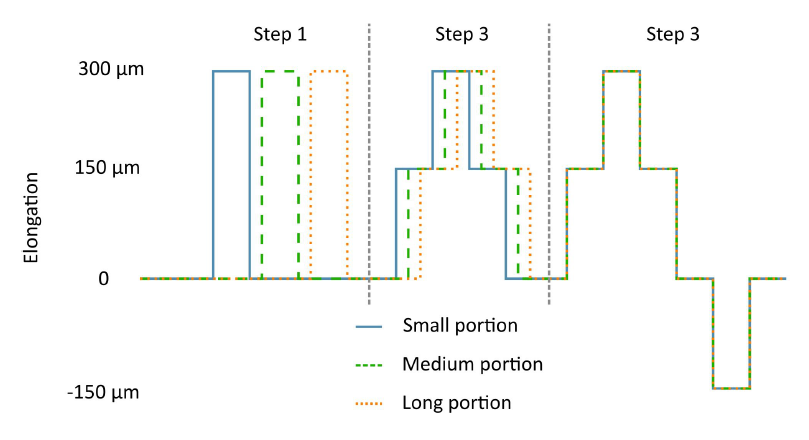 Step 1
Step 3
Step 3
300 µm
150 µm
0
-150 µm
Elongation
Small portion
Medium portion
Long portion